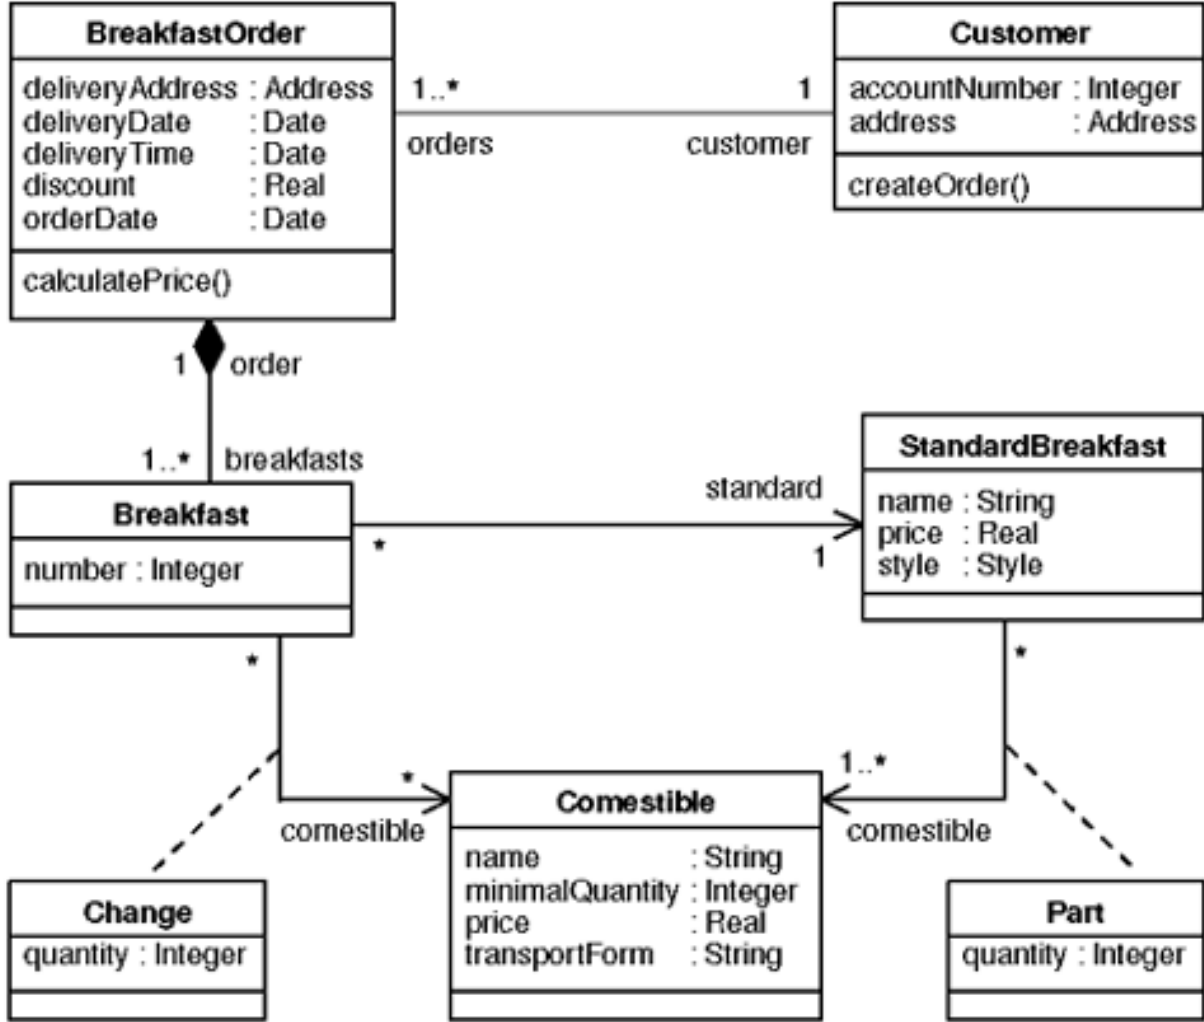 BreakfastOrder
deliveryAddress : Address
deliveryDate : Date
deliveryTime : Date
discount : Real
orderDate : Date
calculatePrice()
1..*
1
orders
customer
Customer
accountNumber : Integer
address : Address
createOrder()
1
order
1..*
breakfasts
Breakfast
number : Integer
standard
*
1
StandardBreakfast
name : String
price : Real
style : Style
*
*
*
comestible
1..*
comestible
Comestible
name : String
minimalQuantity : Integer
price : Real
transportForm : String
Change
quantity : Integer
Part
quantity : Integer